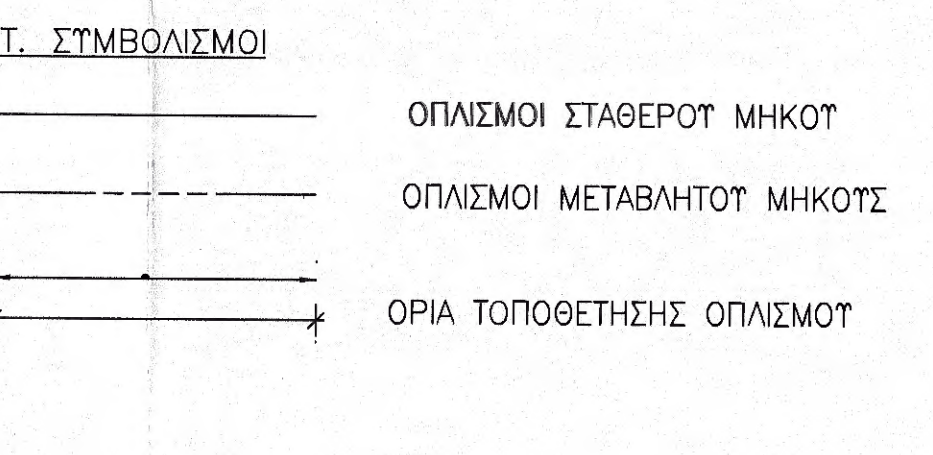 Τ. ΣΥΜΒΟΛΙΣΜΟΙ
ΟΠΛΙΣΜΟΙ ΣΤΑΘΕΡΟΥ ΜΗΚΟΥ
ΟΠΛΙΣΜΟΙ ΜΕΤΑΒΛΗΤΟΥ ΜΗΚΟΥΣ
ΟΡΙΑ ΤΟΠΟΘΕΤΗΣΗΣ ΟΠΛΙΣΜΟΥ